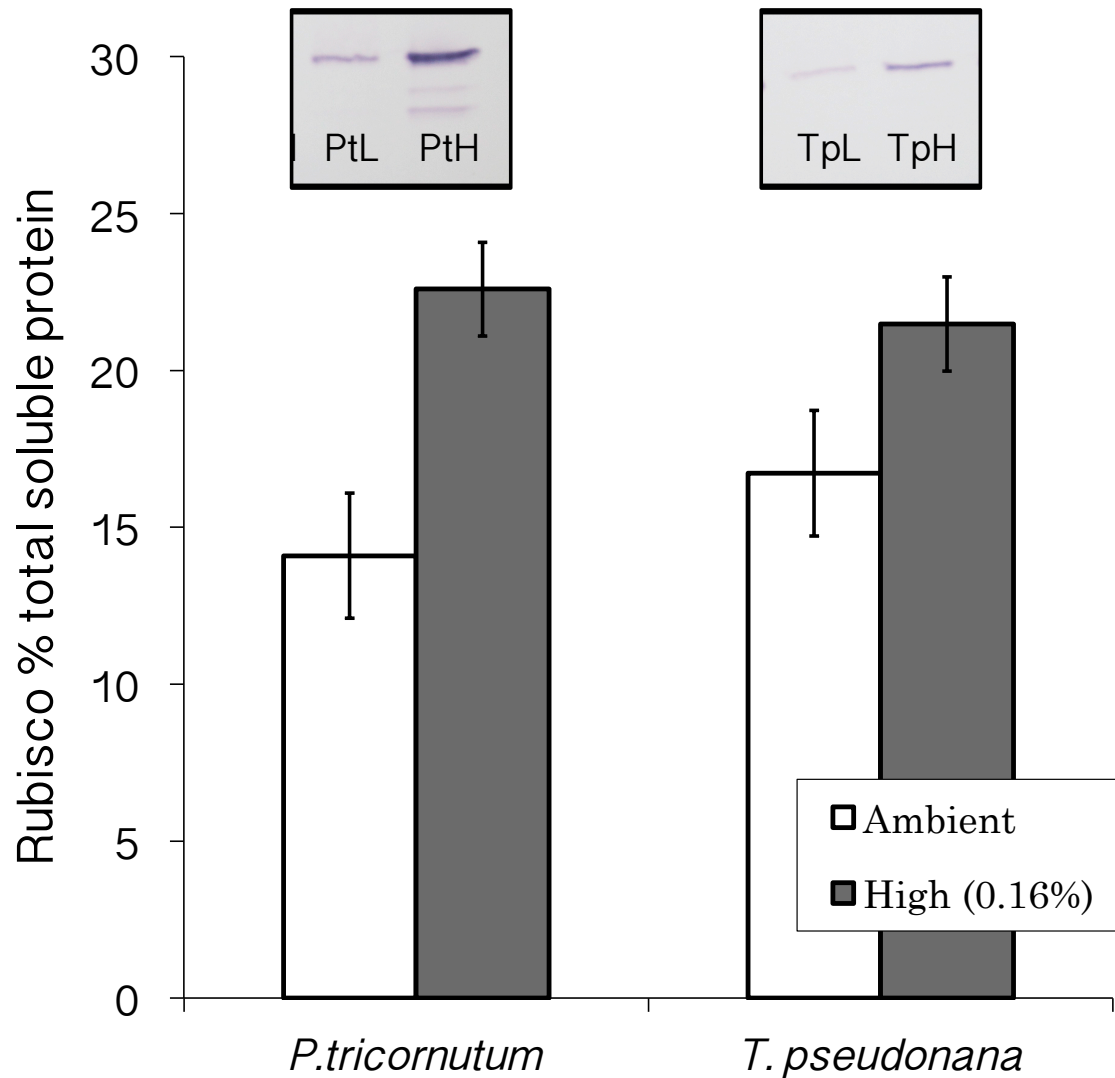 Rubisco % total soluble protein
30
25
20
15
10
5
0
PtL PtH
TpL TpH
Ambient
High (0.16%)
P.tricornutum
T. pseudonana